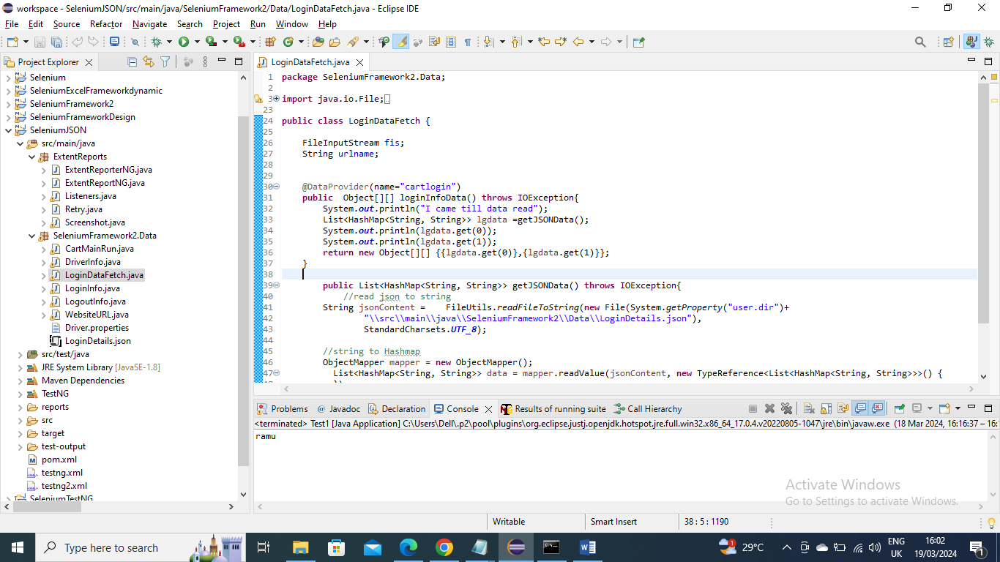 workspace - SeleniumJSON/src/main/java/SeleniumFramework2/Data/LoginDataFetch.java - Eclipse IDE
File Edit Source Refactor Navigate Search Project Run Window Help
Project Explorer
Selenium
SeleniumExcelFrameworkdynamic
SeleniumFramework2
SeleniumFrameworkDesign
SeleniumJSON
src/main/java
ExtentReports
ExtentReporterNG.java
ExtentReportNG.java
Listeners.java
Retry.java
Screenshot.java
SeleniumFramework2.Data
CartMainRun.java
DriverInfo.java
LoginDataFetch.java
LoginInfo.java
LogoutInfo.java
WebsiteURL.java
Driver.properties
LoginDetails.json
src/test/java
JRE System Library [JavaSE-1.8]
Maven Dependencies
TestNG
reports
src
target
test-output
pom.xml
testng.xml
testng2.xml
SeleniumTestNG
LoginDataFetch.java
1 package SeleniumFramework2.Data;
2
3 import java.io.File;
23
24 public class LoginDataFetch {
25
26 FileInputStream fis;
27 String urlname;
28
29
30 @DataProvider(name="cartlogin")
31 public  Object[][] loginInfoData() throws IOException{
32 System.out.println("I came till data read");
33 List<HashMap<String, String>> lgdata =getJSONData();
34 System.out.println(lgdata.get(0));
35 System.out.println(lgdata.get(1));
36 return new Object[][] {{lgdata.get(0)},{lgdata.get(1)}};
37 }
38
39 public List<HashMap<String, String>> getJSONData() throws IOException{
40 //read json to string
41 String jsonContent =    FileUtils.readFileToString(new File(System.getProperty("user.dir")+
42 "\\src\\main\\java\\SeleniumFramework2\\Data\\LoginDetails.json"),
43 StandardCharsets.UTF_8);
44
45 //string to Hashmap
46 ObjectMapper mapper = new ObjectMapper();
47 List<HashMap<String, String>> data = mapper.readValue(jsonContent, new TypeReference<List<HashMap<String, String>>>() {
Problems @ Javadoc Declaration Console Results of running suite Call Hierarchy
<terminated> Test1 [Java Application] C:\Users\Dell\.p2\pool\plugins\org.eclipse.justj.openjdk.hotspot.jre.full.win32.x86_64_17.0.4.v20220805-1047\jre\bin\javaw.exe (18 Mar 2024, 16:16:37 – 16:
ramu
Activate Windows
Go to Settings to activate Windows.
Writable Smart Insert 38 : 5 : 1190
Type here to search
29°C ENG UK 16:02 19/03/2024 1